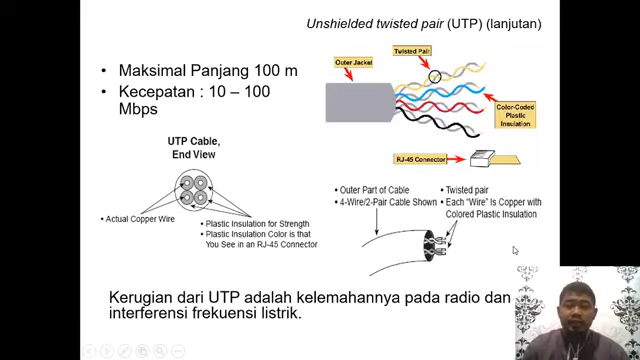 Unshielded twisted pair (UTP) (lanjutan)
• Maksimal Panjang 100 m
• Kecepatan : 10 – 100
Mbps
Outer Jacket
Twisted Pair
Color-Coded
Plastic
Insulation
RJ-45 Connector
UTP Cable,
End View
• Actual Copper Wire
• Plastic Insulation for Strength
• Plastic Insulation Color is that
You See in an RJ-45 Connector
• Outer Part of Cable
• 4-Wire/2-Pair Cable Shown
• Twisted pair
• Each "Wire" Is Copper with
Colored Plastic Insulation
Kerugian dari UTP adalah kelemahannya pada radio dan
interferensi frekuensi listrik.